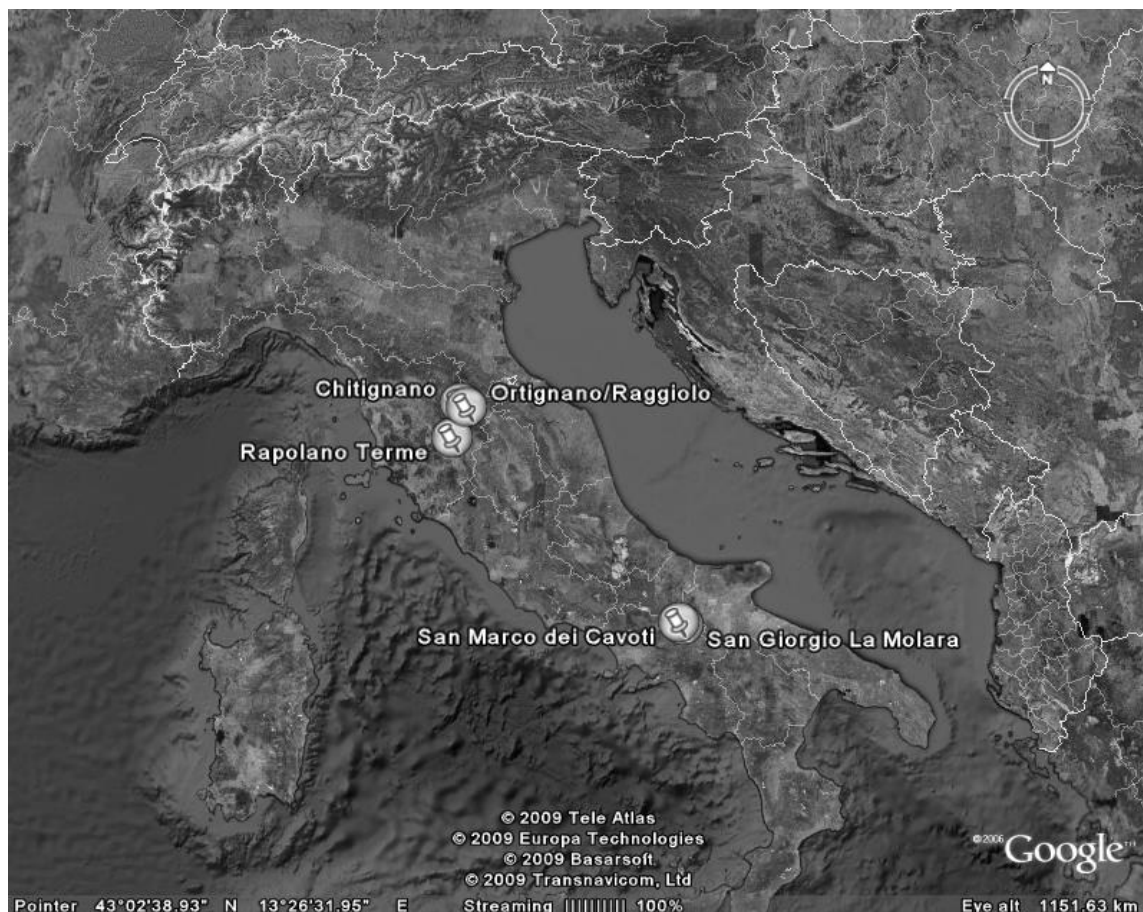 N
Chitignano
Ortignano/Raggiolo
Rapolano Terme
San Marco dei Cavoti
San Giorgio La Molara
© 2009 Tele Atlas
© 2009 Europa Technologies
© 2009 Basarsoft
© 2009 Transnavicom, Ltd
©2006 Google™
Pointer 43°02'38.93" N 13°26'31.95" E Streaming |||||||||| 100% Eye alt 1151.63 km